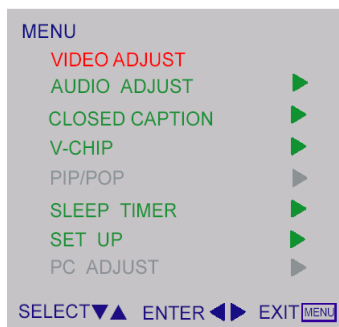 MENU
VIDEO ADJUST
AUDIO ADJUST
CLOSED CAPTION
V-CHIP
PIP/POP
SLEEP TIMER
SET UP
PC ADJUST
SELECT▼▲ ENTER◀▶ EXIT MENU